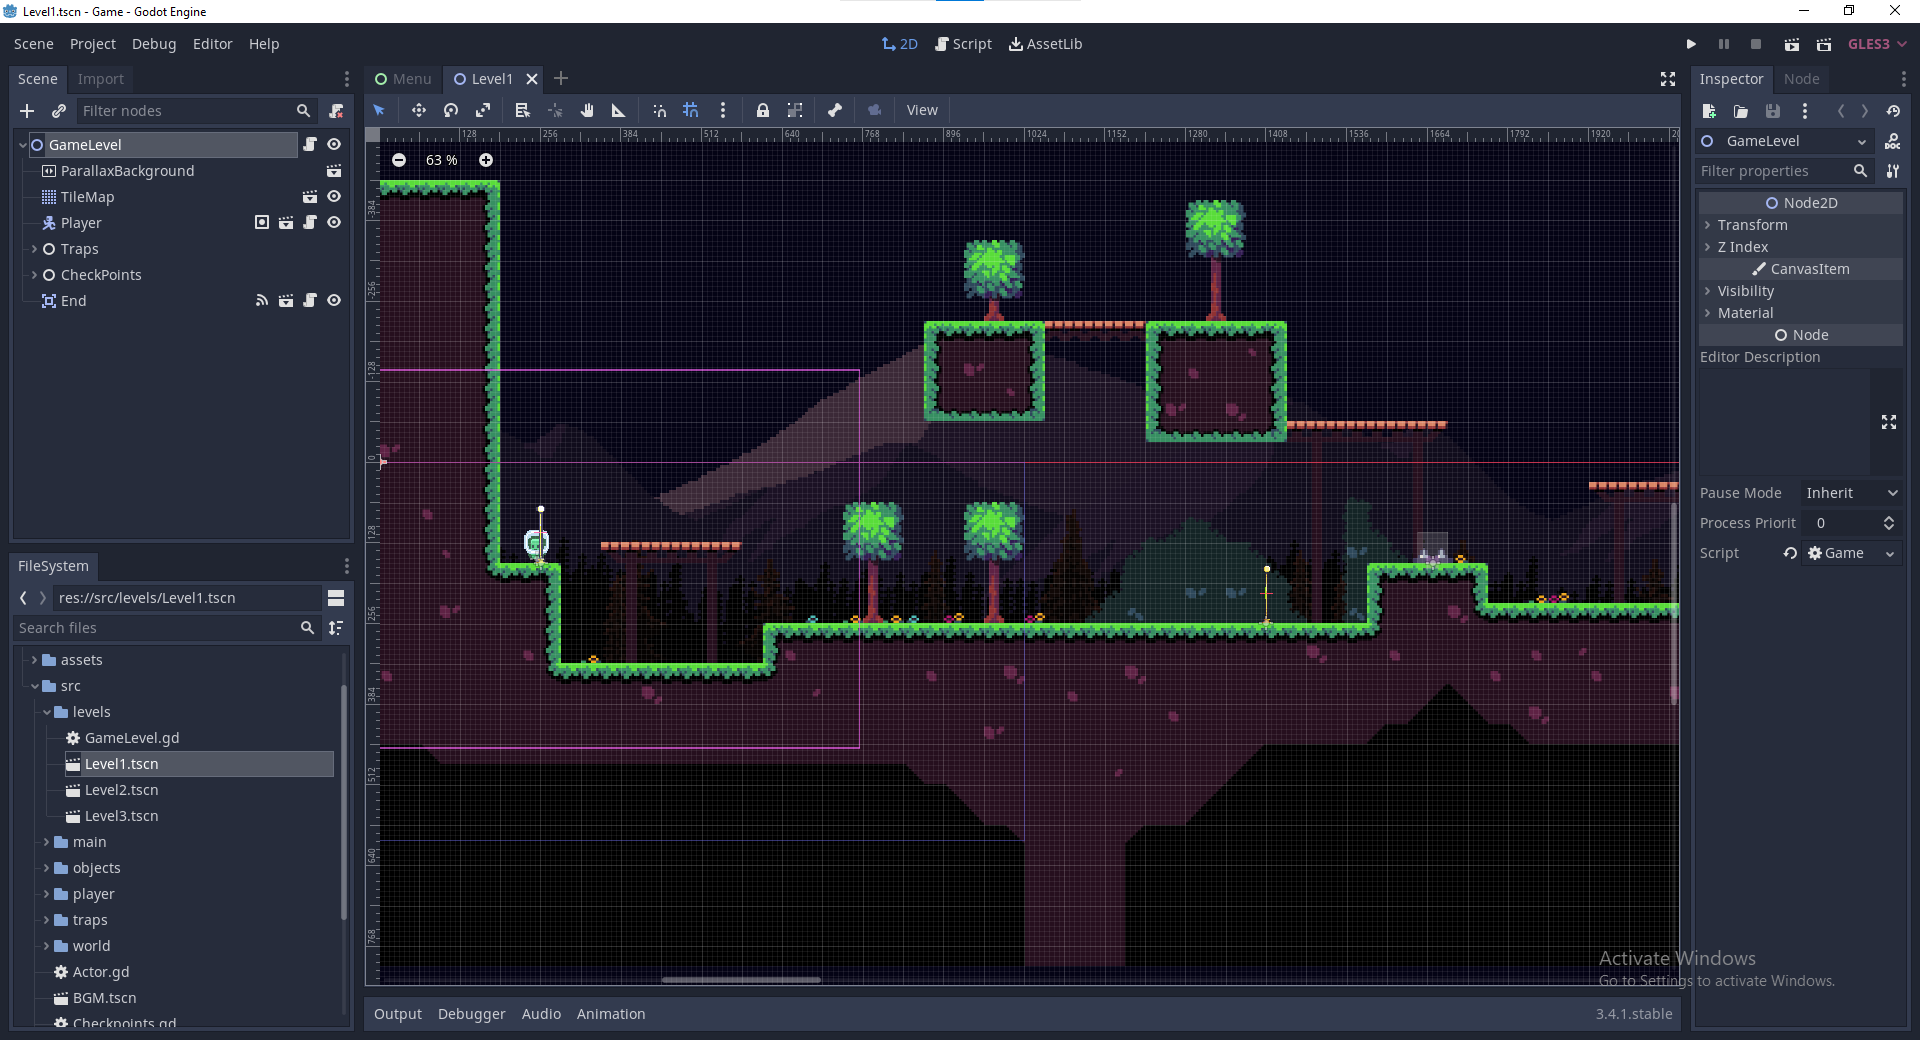 Level1.tscn - Game - Godot Engine
Scene Project Debug Editor Help
2D Script AssetLib
GLES3
Scene Import
Filter nodes
GameLevel
ParallaxBackground
TileMap
Player
Traps
CheckPoints
End
FileSystem
res://src/levels/Level1.tscn
Search files
assets
src
levels
GameLevel.gd
Level1.tscn
Level2.tscn
Level3.tscn
main
objects
player
traps
world
Actor.gd
BGM.tscn
Checkpoints.gd
Menu Level1
View
128 256 384 512 640 768 896 1024 1152 1280 1408 1536 1664 1792 1920 20
63 %
-384
-256
-128
0
128
256
384
512
640
768
Output Debugger Audio Animation 3.4.1.stable
Inspector Node
GameLevel
Filter properties
Node2D
Transform
Z Index
CanvasItem
Visibility
Material
Node
Editor Description
Pause Mode Inherit
Process Priorit 0
Script Game
Activate Windows
Go to Settings to activate Windows.